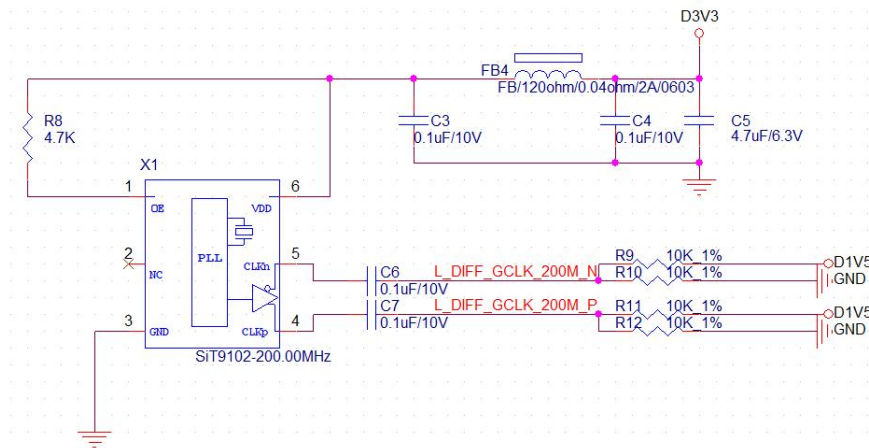 D3V3
FB4
FB/120ohm/0.04ohm/2A/0603
R8
4.7K
C3
0.1uF/10V
C4
0.1uF/10V
C5
4.7uF/6.3V
X1
1
6
OE
VDD
PLL
2
NC
5
CLKn
3
GND
4
CLKp
SiT9102-200.00MHz
C6
0.1uF/10V
L_DIFF_GCLK_200M_N
R9
10K_1%
D1V5
R10
10K_1%
GND
C7
0.1uF/10V
L_DIFF_GCLK_200M_P
R11
10K_1%
D1V5
R12
10K_1%
GND